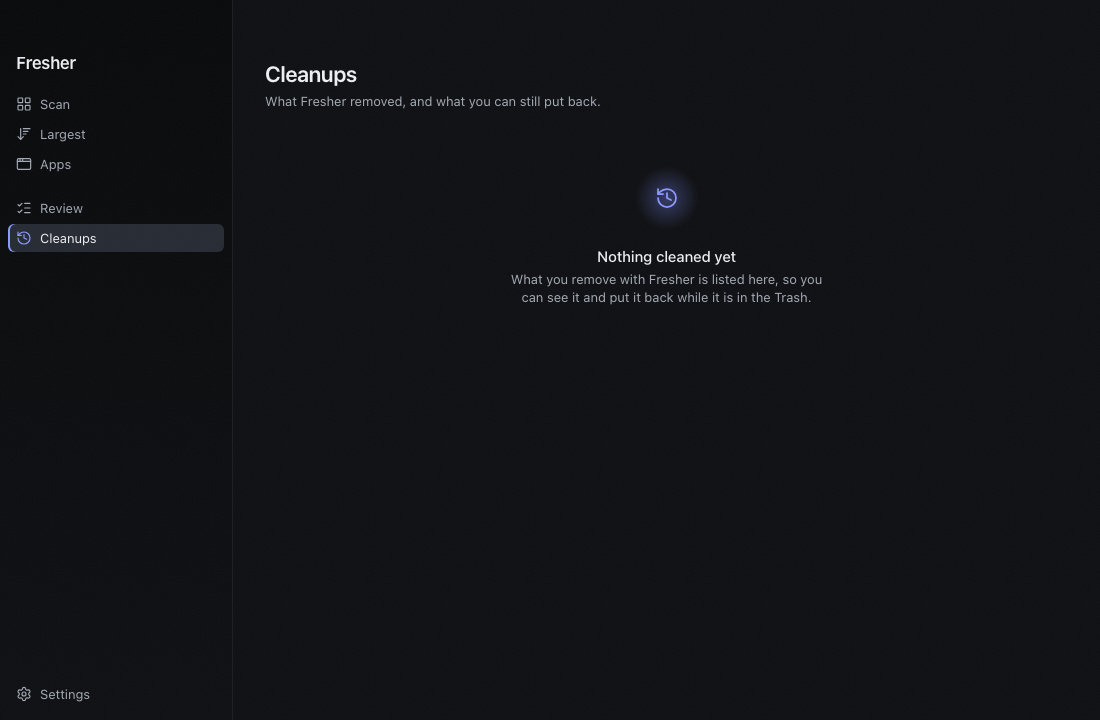 Fresher
Scan
Largest
Apps
Review
Cleanups
Settings
Cleanups
What Fresher removed, and what you can still put back.
Nothing cleaned yet
What you remove with Fresher is listed here, so you
can see it and put it back while it is in the Trash.